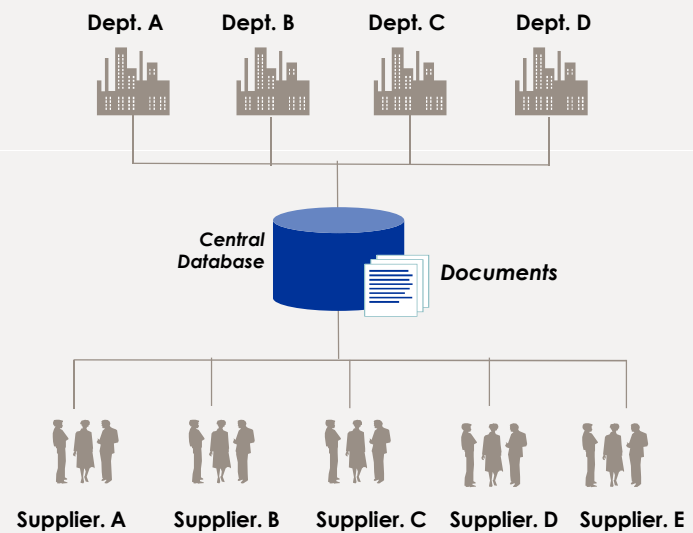 Dept. A
Dept. B
Dept. C
Dept. D
Central
Database
Documents
Supplier. A
Supplier. B
Supplier. C
Supplier. D
Supplier. E